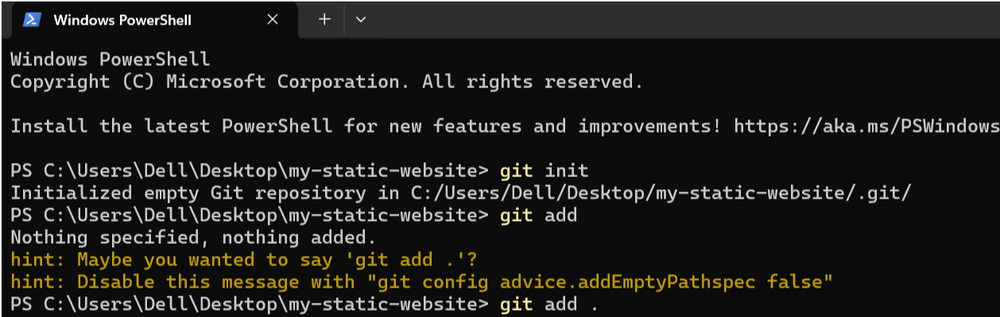 Windows PowerShell
Windows PowerShell
Copyright (C) Microsoft Corporation. All rights reserved.
Install the latest PowerShell for new features and improvements! https://aka.ms/PSWindows
PS C:\Users\Dell\Desktop\my-static-website> git init
Initialized empty Git repository in C:/Users/Dell/Desktop/my-static-website/.git/
PS C:\Users\Dell\Desktop\my-static-website> git add
Nothing specified, nothing added.
hint: Maybe you wanted to say 'git add .'?
hint: Disable this message with "git config advice.addEmptyPathspec false"
PS C:\Users\Dell\Desktop\my-static-website> git add .